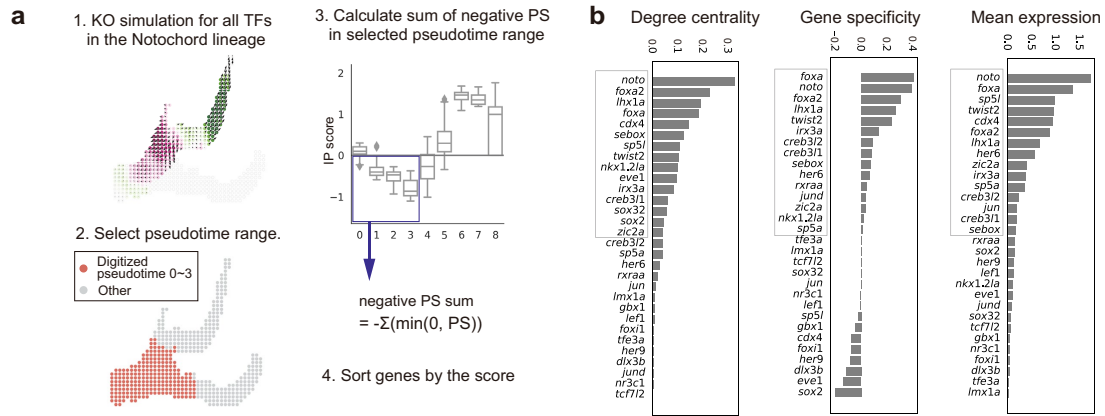 a
1. KO simulation for all TFs
in the Notochord lineage
2. Select pseudotime range.
Digitized
pseudotime 0~3
Other
3. Calculate sum of negative PS
in selected pseudotime range
IP score
2
1
0
−1
0 1 2 3 4 5 6 7 8
negative PS sum
= -Σ(min(0, PS))
4. Sort genes by the score
b
Degree centrality
0.0 0.1 0.2 0.3
noto
foxa2
lhx1a
foxa
cdx4
sebox
sp5l
twist2
nkx1.2la
eve1
irx3a
creb3l1
sox32
sox2
zic2a
creb3l2
sp5a
her6
rxraa
jun
lmx1a
gbx1
lef1
foxi1
tfe3a
her9
dlx3b
jund
nr3c1
tcf7l2
Gene specificity
−0.2 0.0 0.2 0.4
foxa
noto
foxa2
lhx1a
twist2
irx3a
creb3l2
creb3l1
sebox
her6
rxraa
jund
zic2a
nkx1.2la
sp5a
tfe3a
lmx1a
tcf7l2
sox32
jun
nr3c1
lef1
sp5l
gbx1
cdx4
foxi1
her9
dlx3b
eve1
sox2
Mean expression
0.0 0.5 1.0 1.5
noto
foxa
sp5l
twist2
cdx4
foxa2
lhx1a
her6
zic2a
irx3a
sp5a
creb3l2
jun
creb3l1
sebox
rxraa
sox2
her9
lef1
nkx1.2la
eve1
jund
sox32
tcf7l2
gbx1
nr3c1
foxi1
dlx3b
tfe3a
lmx1a